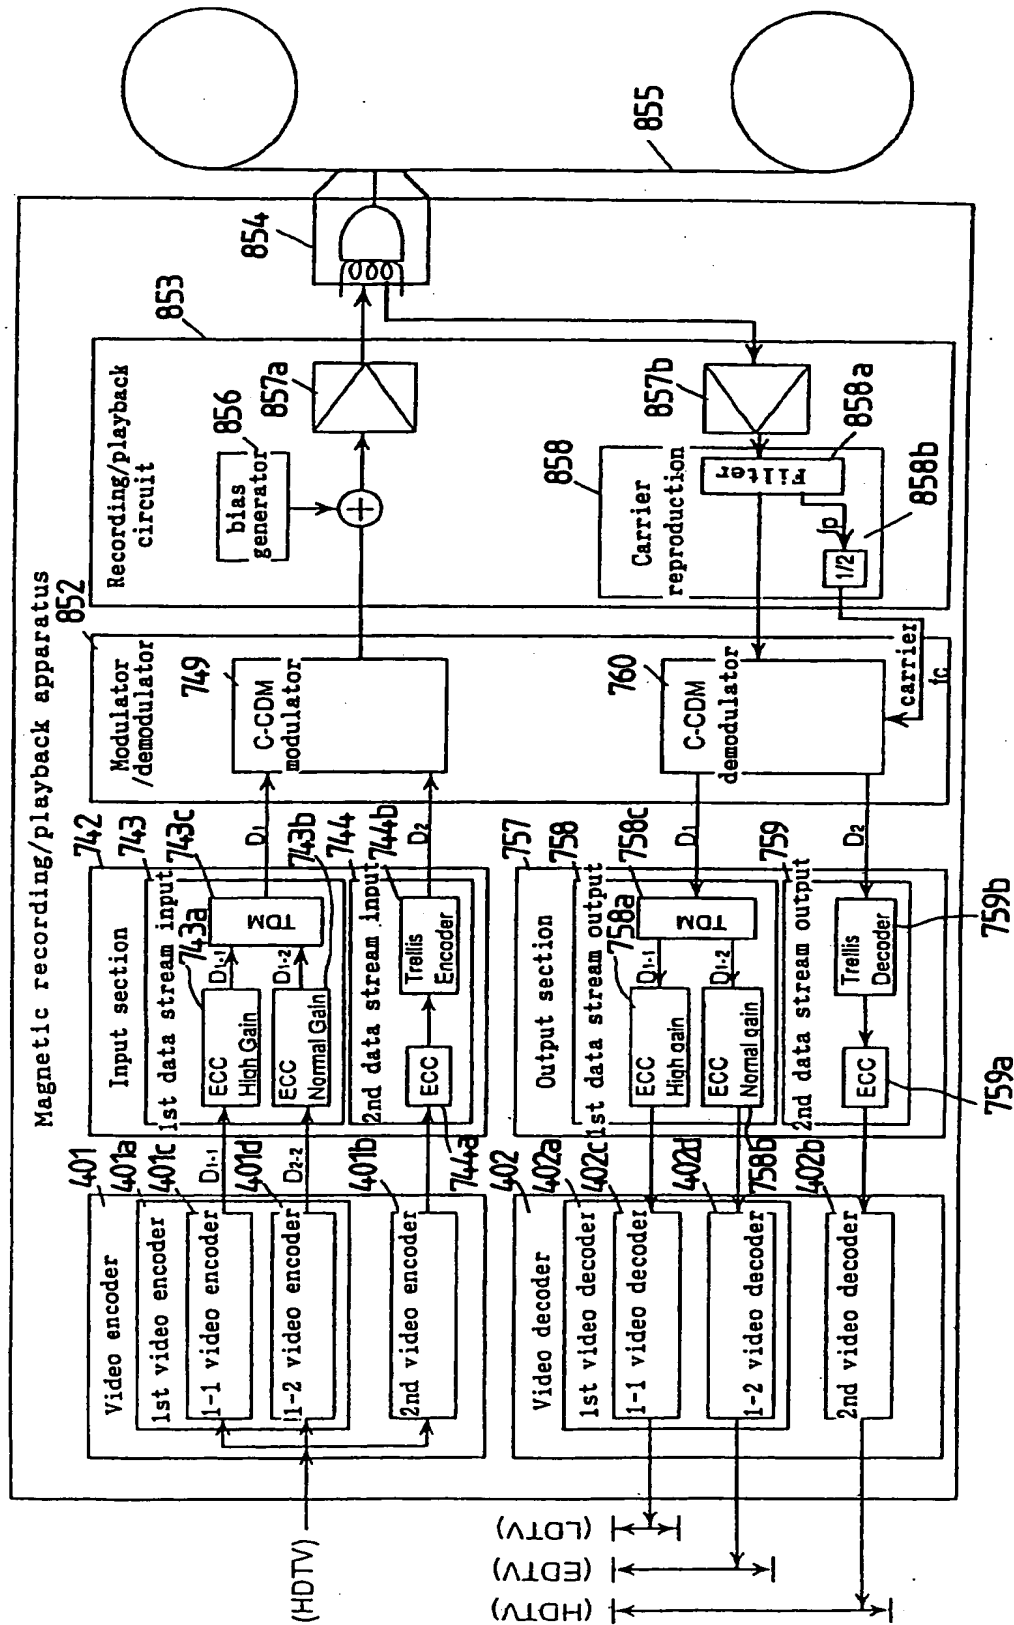 Magnetic recording/playback apparatus
(HDTV)
Video encoder
401
1st video encoder
401a
1-1 video encoder
401c
1-2 video encoder
401d
2nd video encoder
401b
D1-1
D2-2
Input section
742
1st data stream input
743
ECC
High Gain
743a
ECC
Normal Gain
743b
D1-1
D1-2
TDM
743c
2nd data stream input
744
ECC
744a
Trellis
Encoder
744b
D1
D2
Modulator
/demodulator
852
C-CDM
modulator
749
Recording/playback
circuit
853
bias
generator
856
857a
854
855
Video decoder
402
1st video decoder
402a
1-1 video decoder
402c
1-2 video decoder
402d
2nd video decoder
402b
(LDTV)
(EDTV)
(HDTV)
Output section
757
1st data stream output
758
ECC
High gain
758a
ECC
Normal gain
758b
D1-1
D1-2
TDM
758c
2nd data stream output
759
ECC
759a
Trellis
Decoder
759b
D1
D2
C-CDM
demodulator
760
carrier
fc
Carrier
reproduction
858
Filter
858a
fp
1/2
858b
857b